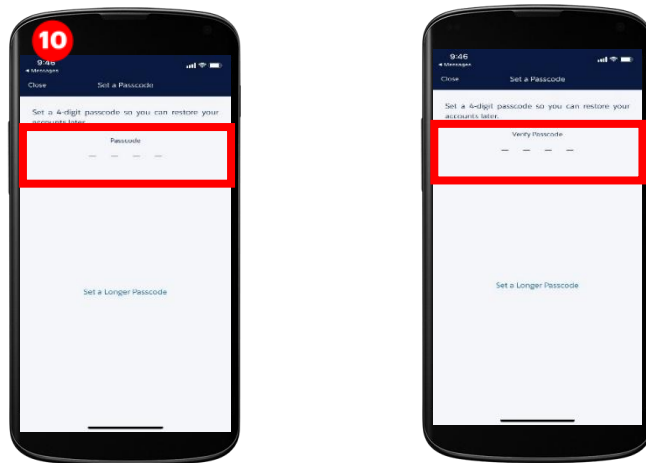 10
9:46
◂ Messages
Close
Set a Passcode
Set a 4-digit passcode so you can restore your
accounts later.
Passcode
Set a Longer Passcode
9:46
◂ Messages
Close
Set a Passcode
Set a 4-digit passcode so you can restore your
accounts later.
Verify Passcode
Set a Longer Passcode